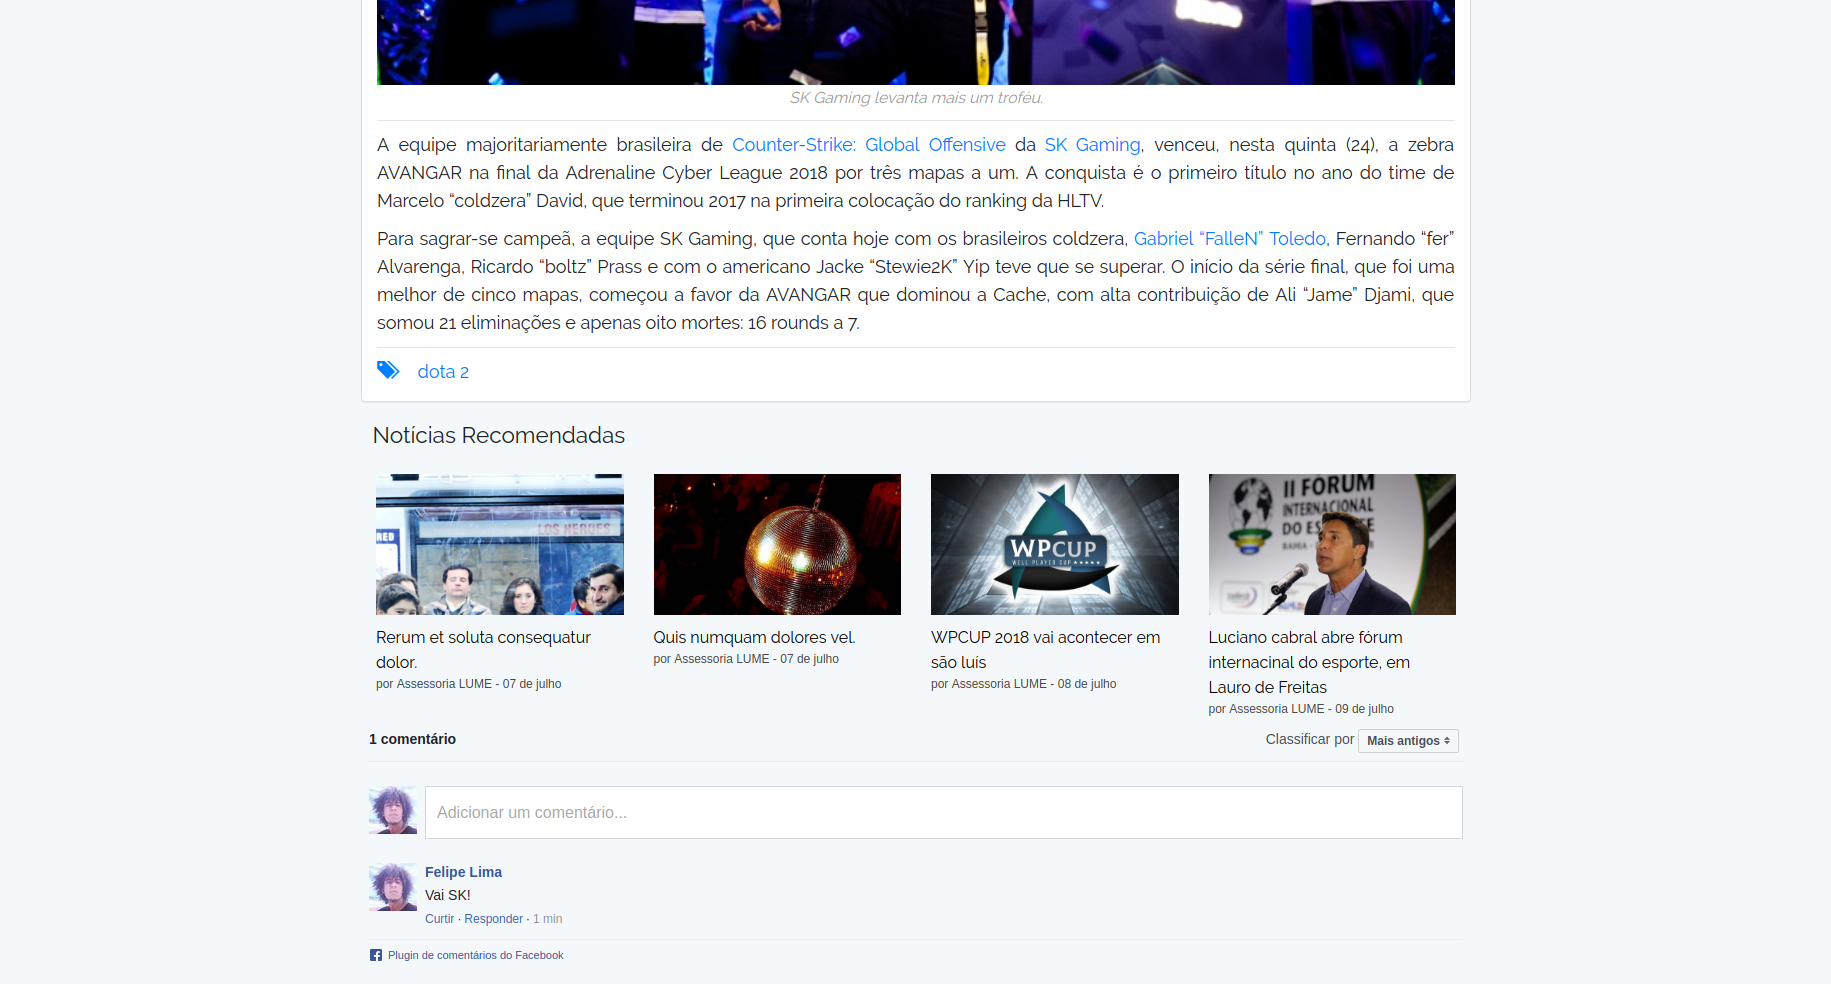 SK Gaming levanta mais um troféu.
A equipe majoritariamente brasileira de Counter-Strike: Global Offensive da SK Gaming, venceu, nesta quinta (24), a zebra
AVANGAR na final da Adrenaline Cyber League 2018 por três mapas a um. A conquista é o primeiro título no ano do time de
Marcelo “coldzera” David, que terminou 2017 na primeira colocação do ranking da HLTV.
Para sagrar-se campeã, a equipe SK Gaming, que conta hoje com os brasileiros coldzera, Gabriel “FalleN” Toledo, Fernando “fer”
Alvarenga, Ricardo “boltz” Prass e com o americano Jacke “Stewie2K” Yip teve que se superar. O início da série final, que foi uma
melhor de cinco mapas, começou a favor da AVANGAR que dominou a Cache, com alta contribuição de Ali “Jame” Djami, que
somou 21 eliminações e apenas oito mortes: 16 rounds a 7.
dota 2
Notícias Recomendadas
LOS HEROES
RED
Rerum et soluta consequatur
dolor.
por Assessoria LUME - 07 de julho
Quis numquam dolores vel.
por Assessoria LUME - 07 de julho
WPCUP
WELL PLAYED CUP
WPCUP 2018 vai acontecer em
são luís
por Assessoria LUME - 08 de julho
II FÓRUM
INTERNACIONAL
DO ES
BAHIA
Luciano cabral abre fórum
internacinal do esporte, em
Lauro de Freitas
por Assessoria LUME - 09 de julho
1 comentário
Classificar por Mais antigos
Adicionar um comentário...
Felipe Lima
Vai SK!
Curtir · Responder · 1 min
Plugin de comentários do Facebook